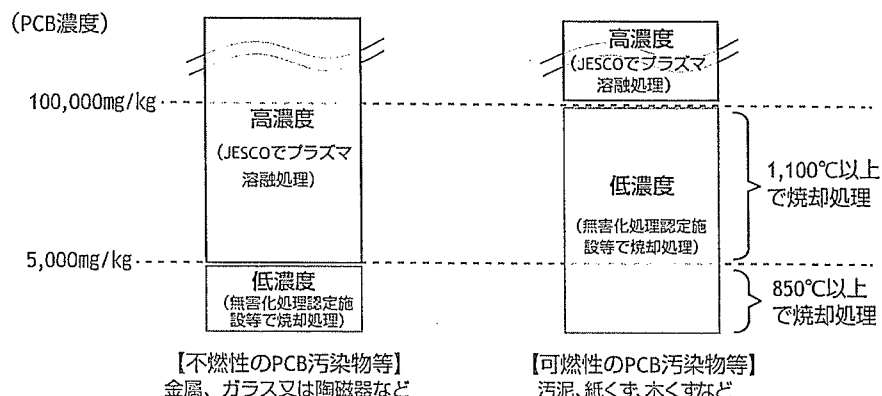 (PCB濃度)
100,000mg/kg
5,000mg/kg
高濃度
(JESCOでプラズマ
溶融処理)
低濃度
(無害化処理認定施
設等で焼却処理)
【不燃性のPCB汚染物等】
金属、ガラス又は陶磁器など
高濃度
(JESCOでプラズマ
溶融処理)
低濃度
(無害化処理認定施
設等で焼却処理)
【可燃性のPCB汚染物等】
汚泥、紙くず、木くずなど
1,100℃以上
で焼却処理
850℃以上
で焼却処理